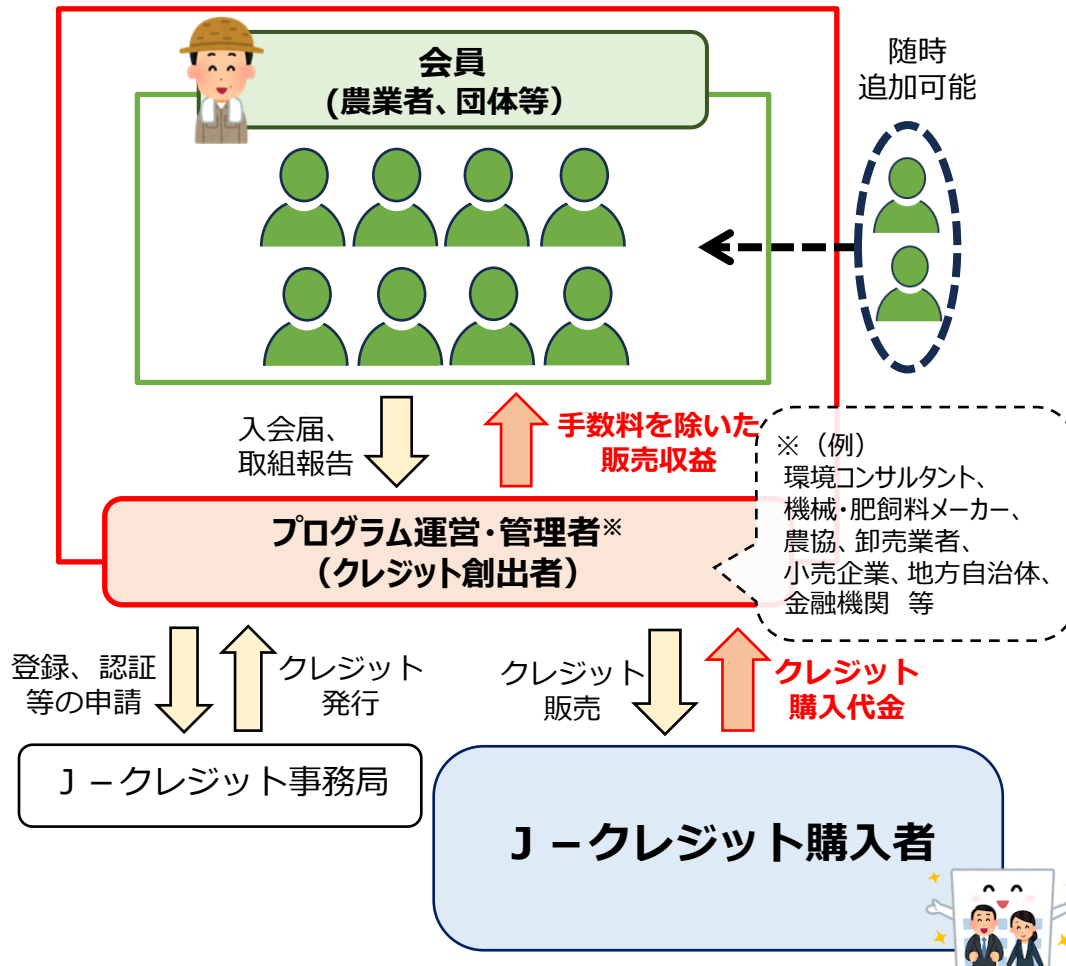 会員
(農業者、団体等）
随時
追加可能
入会届、
取組報告
手数料を除いた
販売収益
※（例）
環境コンサルタント、
機械・肥飼料メーカー、
農協、卸売業者、
小売企業、地方自治体、
金融機関 等
プログラム運営・管理者※
（クレジット創出者）
登録、認証
等の申請
クレジット
発行
クレジット
販売
クレジット
購入代金
Ｊ－クレジット事務局
Ｊ－クレジット購入者